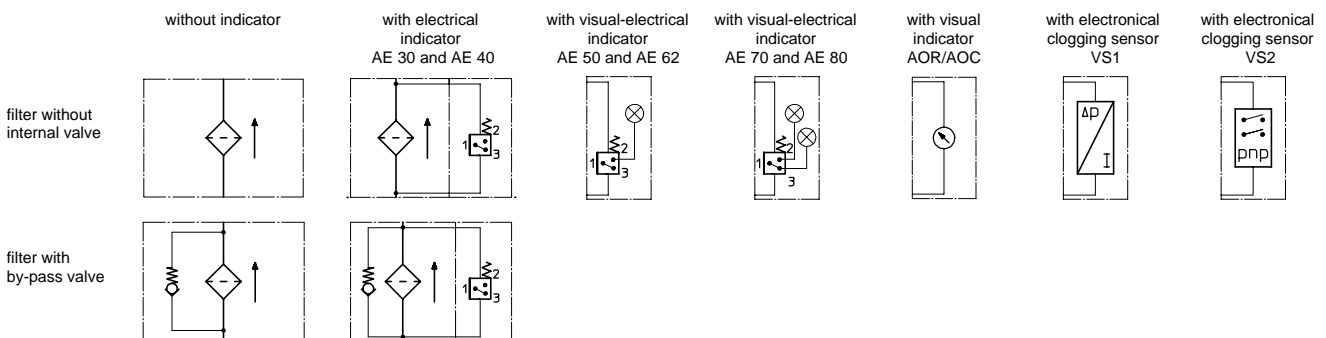 without indicator
with electrical
indicator
AE 30 and AE 40
with visual-electrical
indicator
AE 50 and AE 62
with visual-electrical
indicator
AE 70 and AE 80
with visual
indicator
AOR/AOC
with electronical
clogging sensor
VS1
with electronical
clogging sensor
VS2
filter without
internal valve
1
2
3
1
2
3
1
2
3
Δp
I
pnp
filter with
by-pass valve
1
2
3